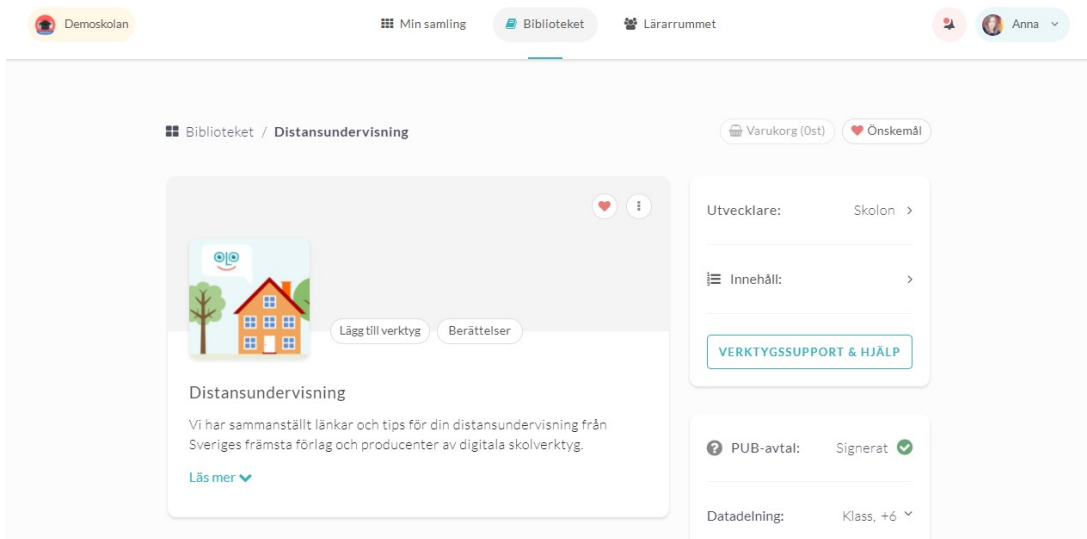 Demoskolan
Min samling
Biblioteket
Lärarrummet
Anna
Biblioteket / Distansundervisning
Varukorg (0st)
Önskemål
Lägg till verktyg
Berättelser
Distansundervisning
Vi har sammanställt länkar och tips för din distansundervisning från
Sveriges främsta förlag och producenter av digitala skolverktyg.
Läs mer
Utvecklare: Skolon
Innehåll:
VERKTYGSSUPPORT & HJÄLP
PUB-avtal: Signerat
Datadelning: Klass, +6